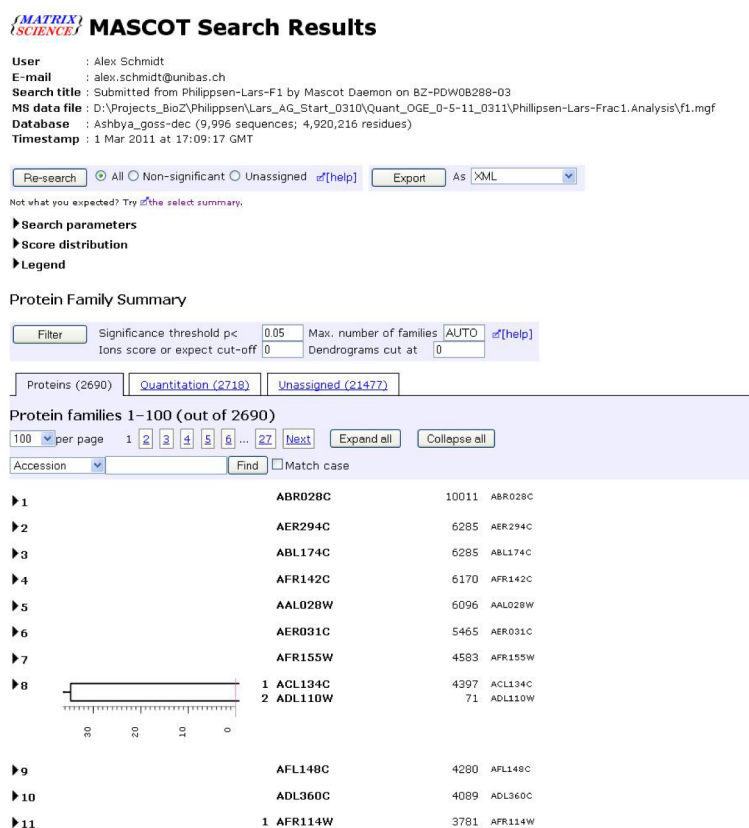 MATRIX
SCIENCE MASCOT Search Results
User : Alex Schmidt
E-mail : alex.schmidt@unibas.ch
Search title : Submitted from Philippsen-Lars-F1 by Mascot Daemon on BZ-PDW0B288-03
MS data file : D:\Projects_BioZ\Philippsen\Lars_AG_Start_0310\Quant_OGE_0-5-11_0311\Phillipsen-Lars-Frac1.Analysis\f1.mgf
Database : Ashbya_goss-dec (9,996 sequences; 4,920,216 residues)
Timestamp : 1 Mar 2011 at 17:09:17 GMT
Re-search All Non-significant Unassigned [help] Export As XML
Not what you expected? Try the select summary.
Search parameters
Score distribution
Legend
Protein Family Summary
Filter Significance threshold p< 0.05 Max. number of families AUTO [help]
Ions score or expect cut-off 0 Dendrograms cut at 0
Proteins (2690) Quantitation (2718) Unassigned (21477)
Protein families 1-100 (out of 2690)
100 per page 1 2 3 4 5 6 ... 27 Next Expand all Collapse all
Accession Find Match case
1 ABR028C 10011 ABR028C
2 AER294C 6285 AER294C
3 ABL174C 6285 ABL174C
4 AFR142C 6170 AFR142C
5 AAL028W 6096 AAL028W
6 AER031C 5465 AER031C
7 AFR155W 4583 AFR155W
8 1 ACL134C 4397 ACL134C
2 ADL110W 71 ADL110W
30 20 10 0
9 AFL148C 4280 AFL148C
10 ADL360C 4089 ADL360C
11 1 AFR114W 3781 AFR114W